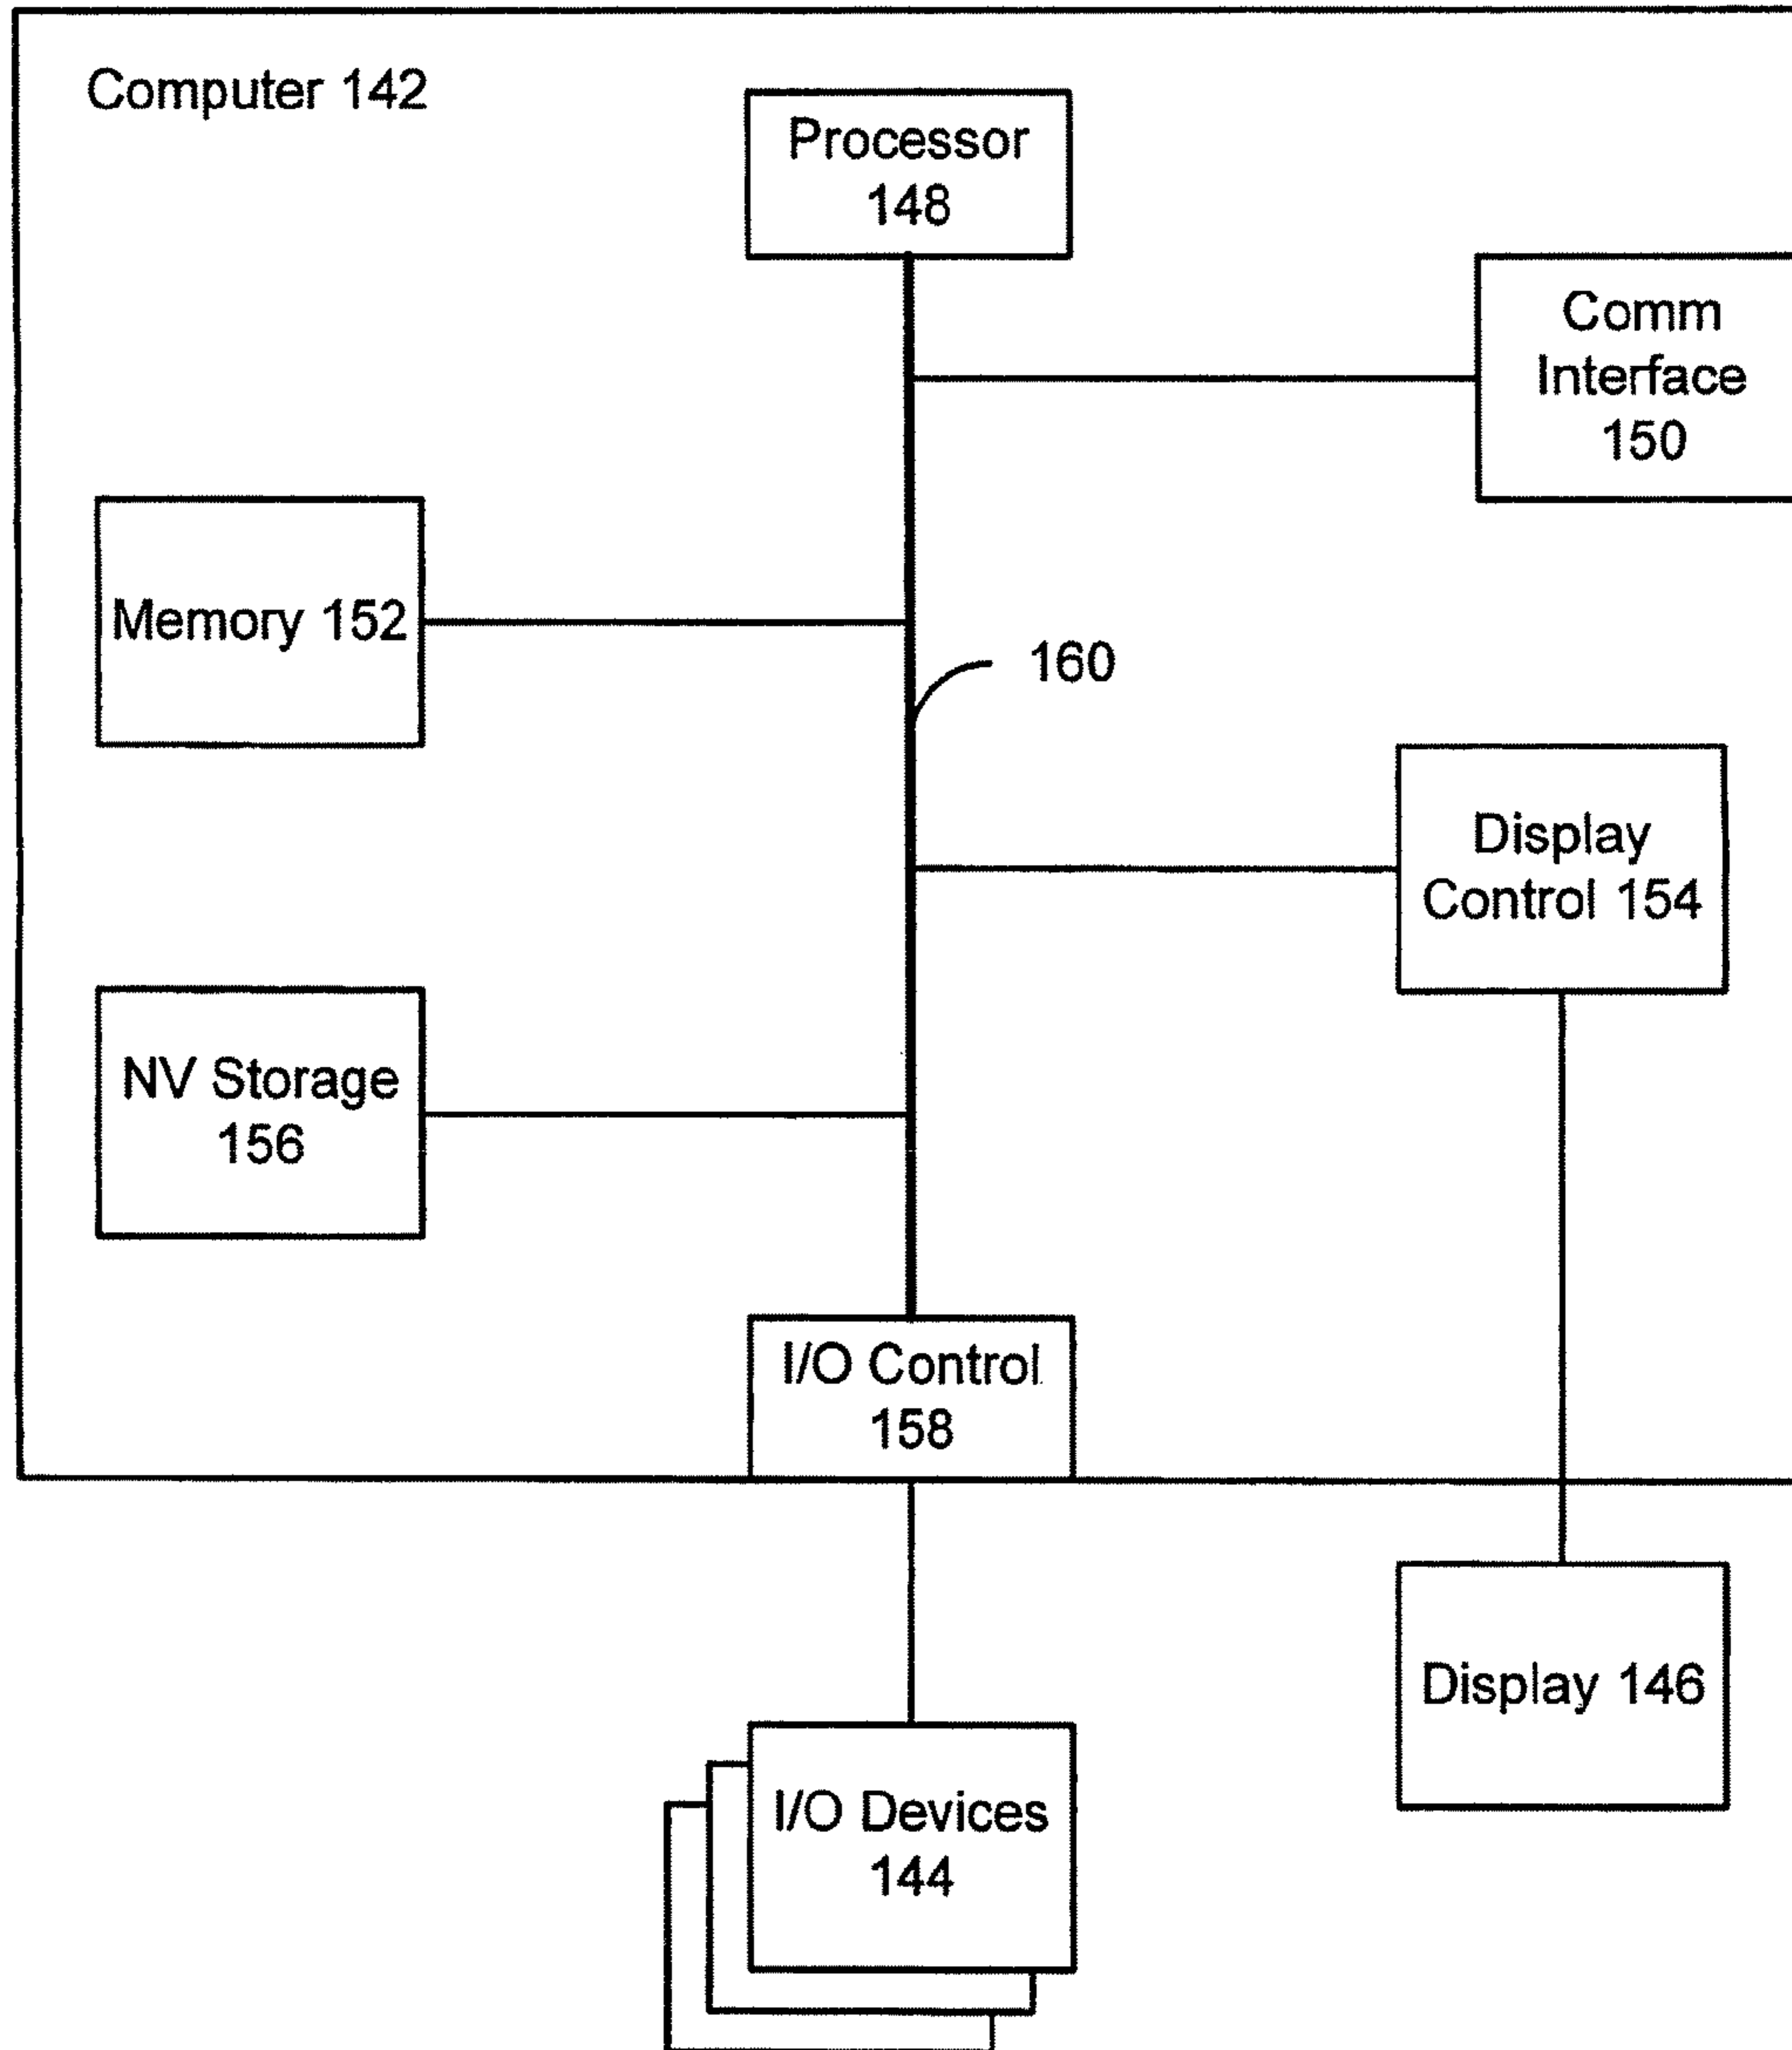 Computer 142
Processor
148
Comm
Interface
150
Memory 152
160
Display
Control 154
NV Storage
156
I/O Control
158
Display 146
I/O Devices
144